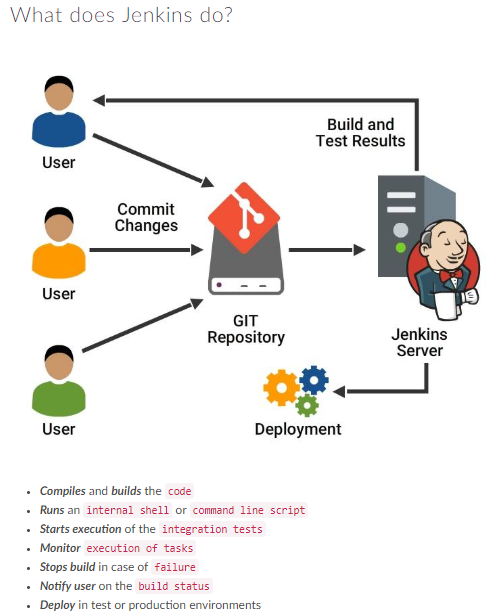 What does Jenkins do?
Build and
Test Results
User
Commit
Changes
User
GIT
Repository
Jenkins
Server
User
Deployment
• Compiles and builds the code
• Runs an internal shell or command line script
• Starts execution of the integration tests
• Monitor execution of tasks
• Stops build in case of failure
• Notify user on the build status
• Deploy in test or production environments